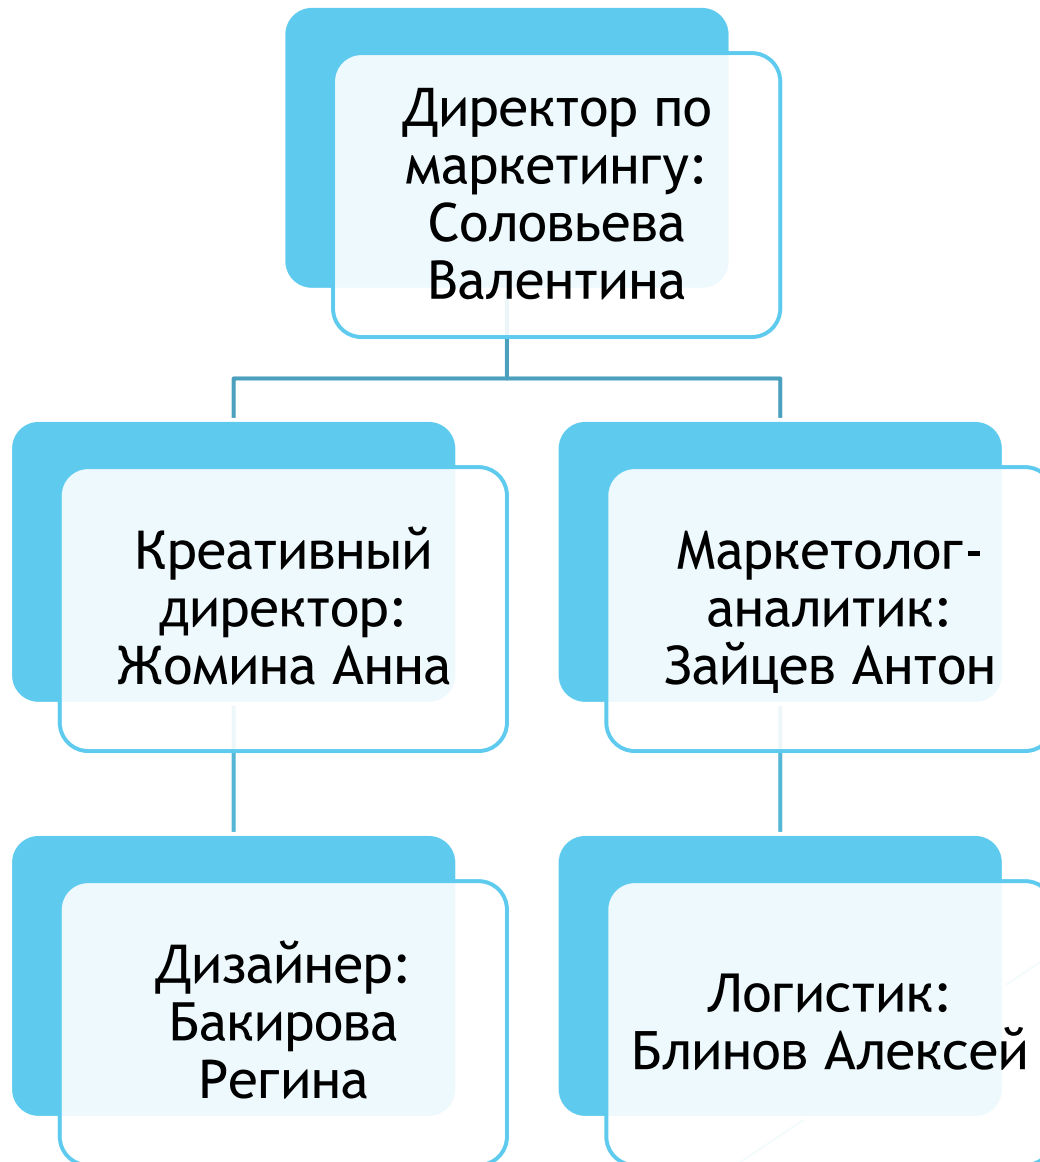 Директор по
маркетингу:
Соловьева
Валентина
Креативный
директор:
Жомина Анна
Маркетолог-
аналитик:
Зайцев Антон
Дизайнер:
Бакирова
Регина
Логистик:
Блинов Алексей